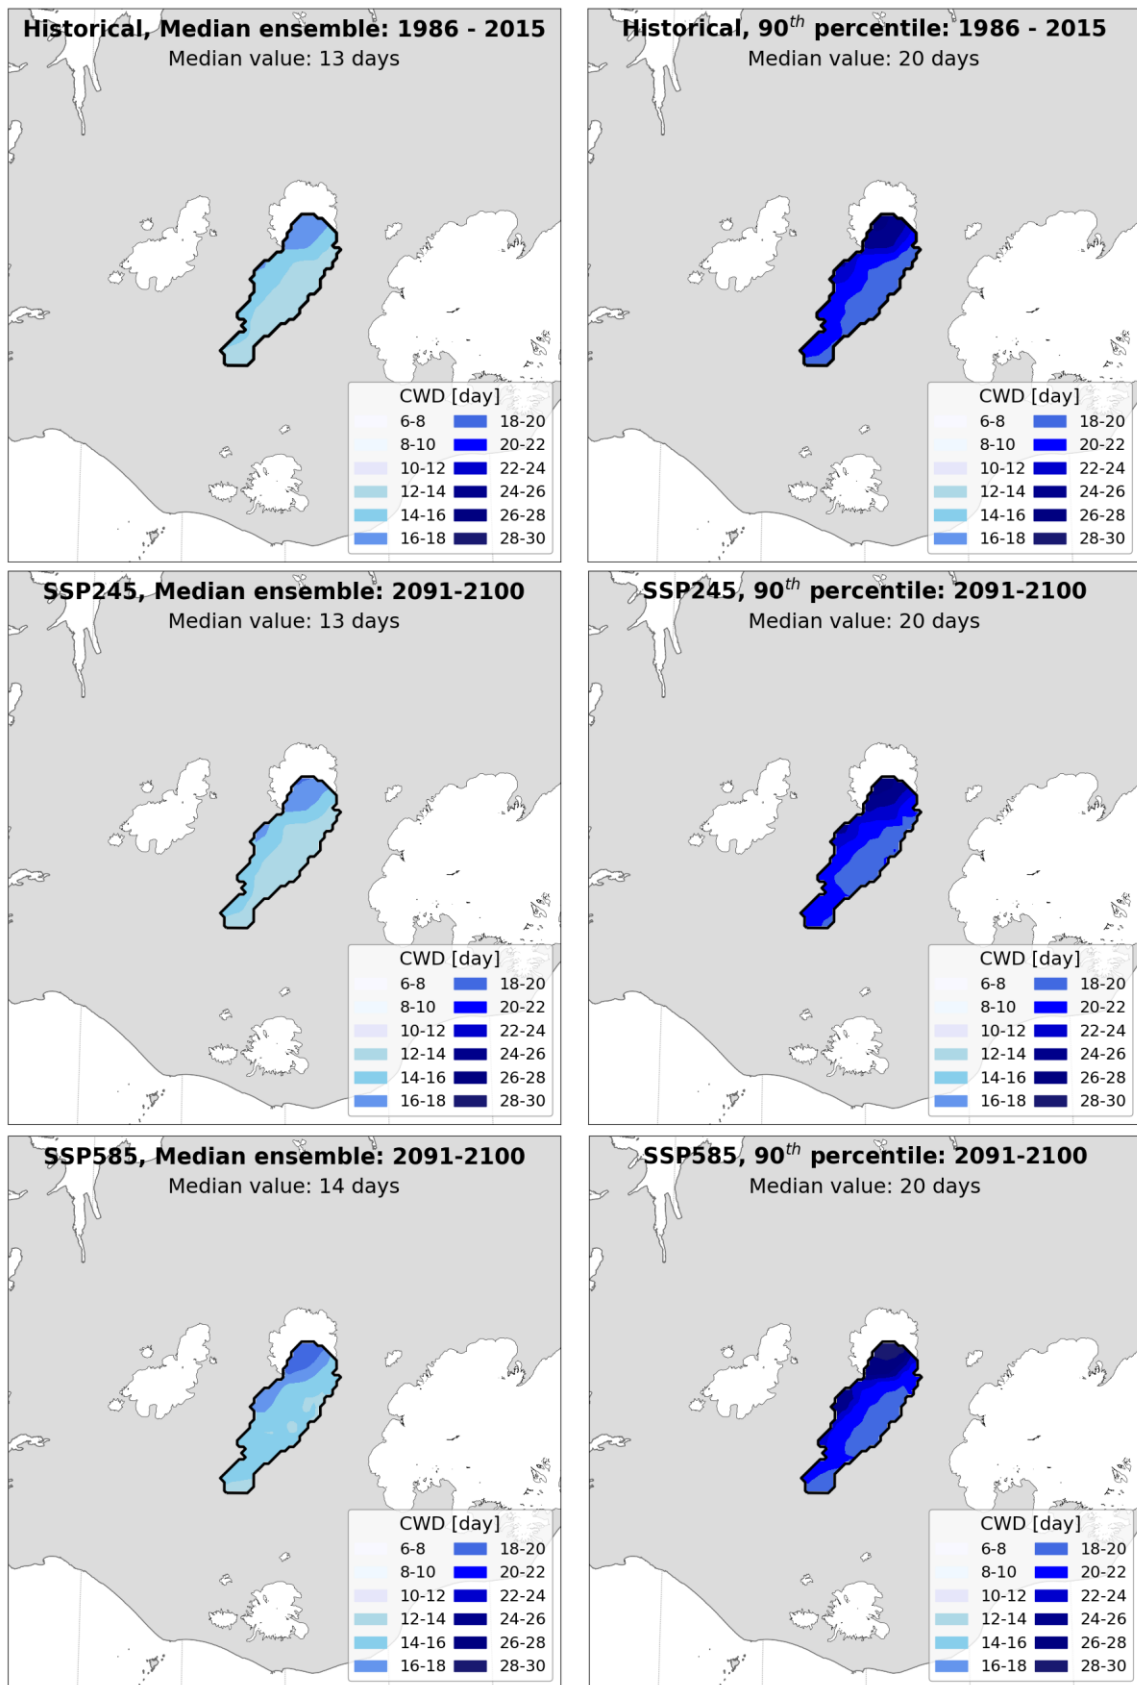 Historical, Median ensemble: 1986 - 2015
Median value: 13 days
CWD [day]
6-8 18-20
8-10 20-22
10-12 22-24
12-14 24-26
14-16 26-28
16-18 28-30
Historical, 90th percentile: 1986 - 2015
Median value: 20 days
CWD [day]
6-8 18-20
8-10 20-22
10-12 22-24
12-14 24-26
14-16 26-28
16-18 28-30
SSP245, Median ensemble: 2091-2100
Median value: 13 days
CWD [day]
6-8 18-20
8-10 20-22
10-12 22-24
12-14 24-26
14-16 26-28
16-18 28-30
SSP245, 90th percentile: 2091-2100
Median value: 20 days
CWD [day]
6-8 18-20
8-10 20-22
10-12 22-24
12-14 24-26
14-16 26-28
16-18 28-30
SSP585, Median ensemble: 2091-2100
Median value: 14 days
CWD [day]
6-8 18-20
8-10 20-22
10-12 22-24
12-14 24-26
14-16 26-28
16-18 28-30
SSP585, 90th percentile: 2091-2100
Median value: 20 days
CWD [day]
6-8 18-20
8-10 20-22
10-12 22-24
12-14 24-26
14-16 26-28
16-18 28-30